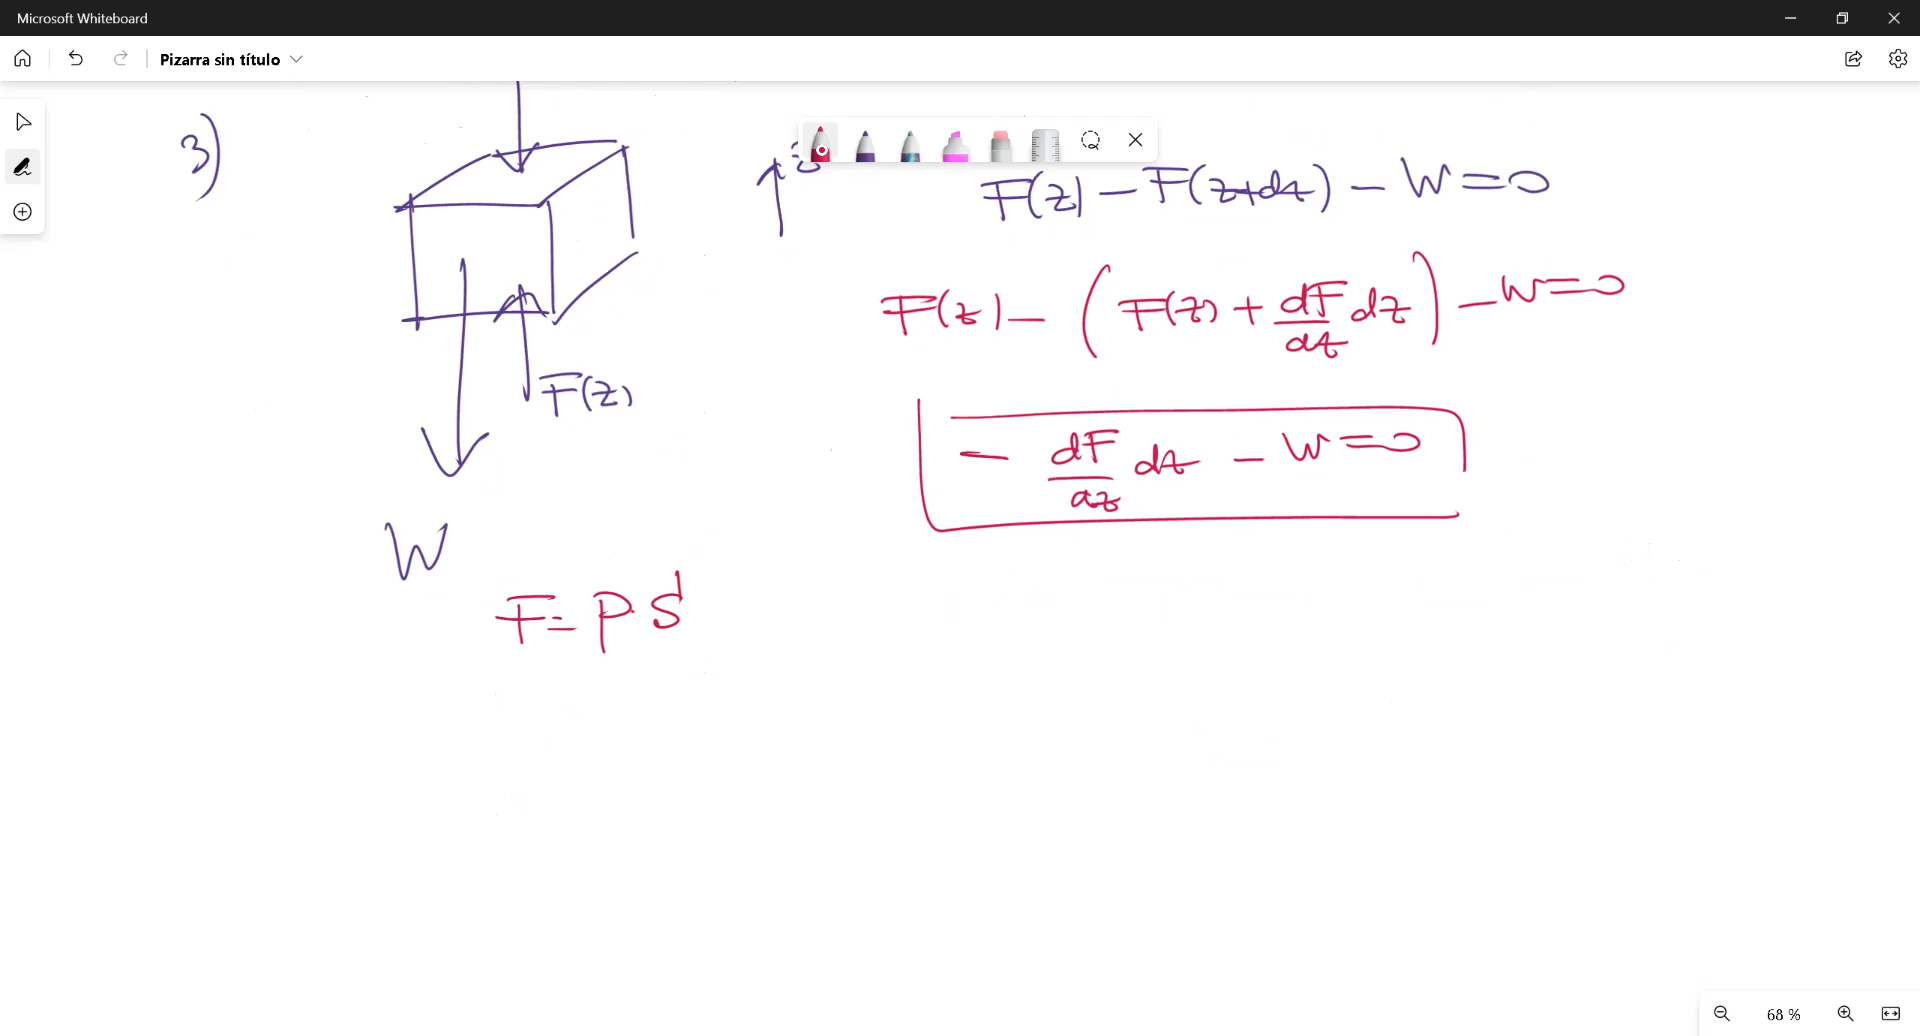 Microsoft Whiteboard
Pizarra sin título
3)
z
F(z) - F(z+dz) - W = 0
F(z) - (F(z) + dF/dz dz) - W = 0
- dF/dz dz - W = 0
F(z)
W
F = P. S
68 %